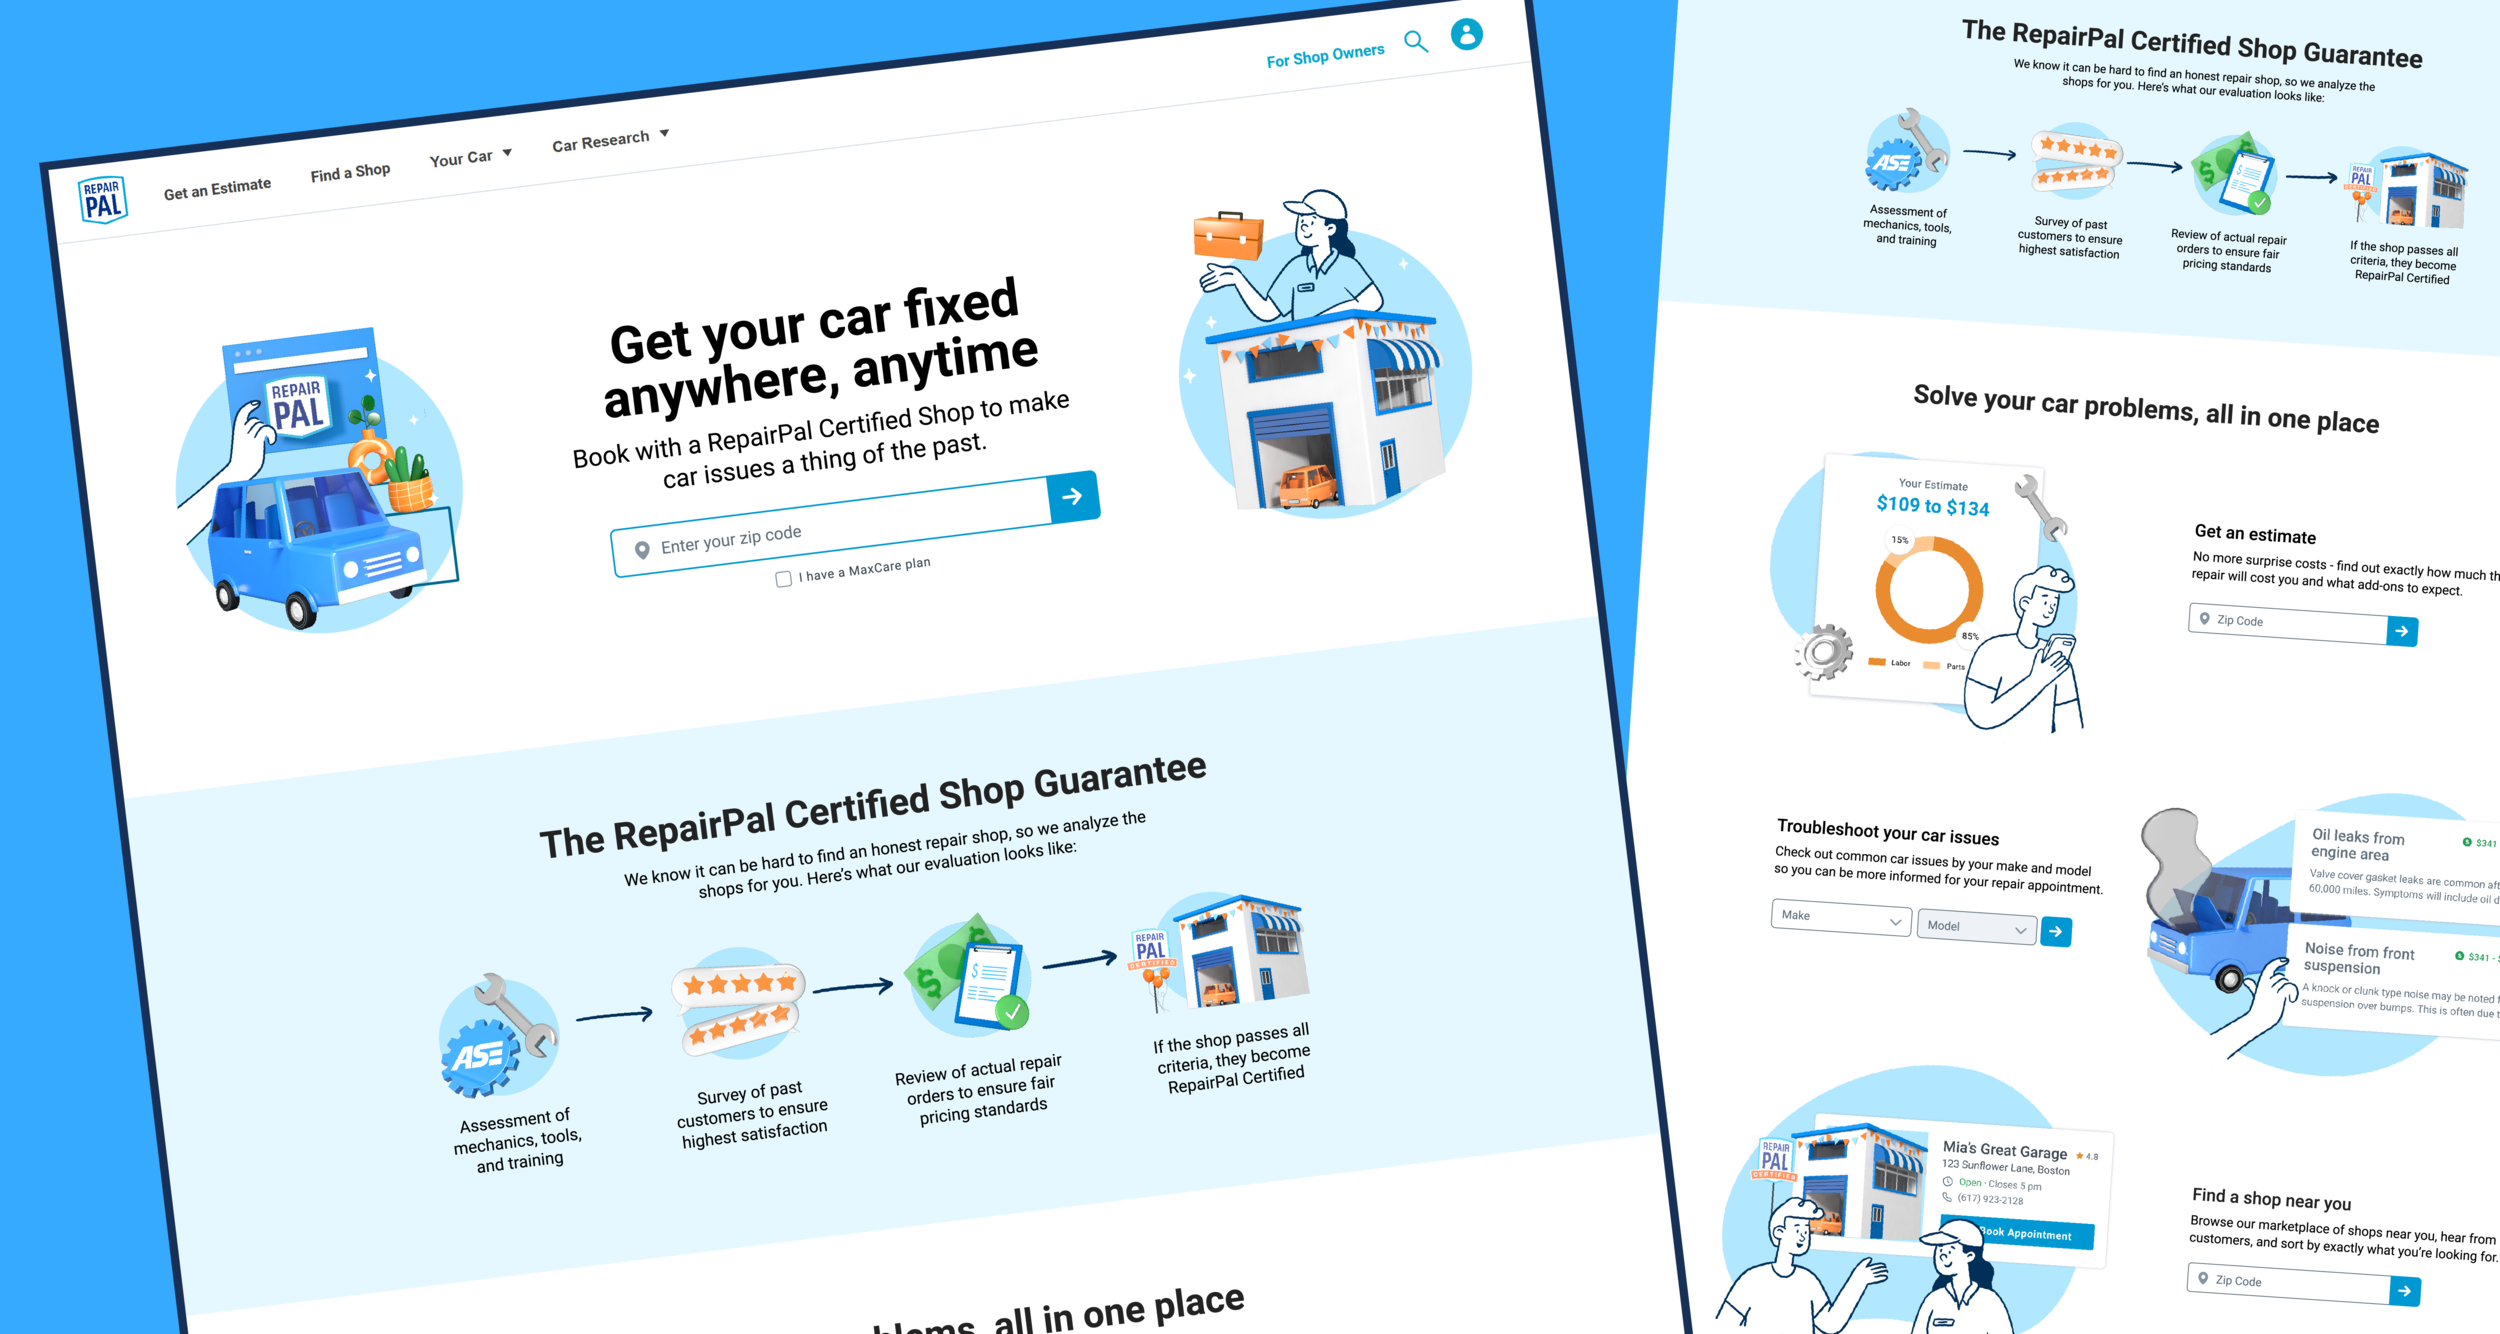 For Shop Owners
REPAIR
PAL
Get an Estimate
Find a Shop
Your Car
Car Research
REPAIR
PAL
Get your car fixed
anywhere, anytime
Book with a RepairPal Certified Shop to make
car issues a thing of the past.
Enter your zip code
I have a MaxCare plan
The RepairPal Certified Shop Guarantee
We know it can be hard to find an honest repair shop, so we analyze the
shops for you. Here's what our evaluation looks like:
ASE
Assessment of
mechanics, tools,
and training
Survey of past
customers to ensure
highest satisfaction
$
$
$
Review of actual repair
orders to ensure fair
pricing standards
REPAIR
PAL
CERTIFIED
If the shop passes all
criteria, they become
RepairPal Certified
all in one place
The RepairPal Certified Shop Guarantee
We know it can be hard to find an honest repair shop, so we analyze the
shops for you. Here's what our evaluation looks like:
ASE
Assessment of
mechanics, tools,
and training
Survey of past
customers to ensure
highest satisfaction
$
Review of actual repair
orders to ensure fair
pricing standards
REPAIR
PAL
CERTIFIED
If the shop passes all
criteria, they become
RepairPal Certified
Solve your car problems, all in one place
Your Estimate
$109 to $134
15%
85%
Labor
Parts
Get an estimate
No more surprise costs - find out exactly how much th
repair will cost you and what add-ons to expect.
Zip Code
Troubleshoot your car issues
Check out common car issues by your make and model
so you can be more informed for your repair appointment.
Make
Model
Oil leaks from
engine area
$341
Valve cover gasket leaks are common aft
60,000 miles. Symptoms will include oil d
Noise from front
suspension
$341 -
A knock or clunk type noise may be noted f
suspension over bumps. This is often due t
REPAIR
PAL
CERTIFIED
Mia's Great Garage
4.8
123 Sunflower Lane, Boston
Open · Closes 5 pm
(617) 923-2128
Book Appointment
Find a shop near you
Browse our marketplace of shops near you, hear from
customers, and sort by exactly what you're looking for.
Zip Code